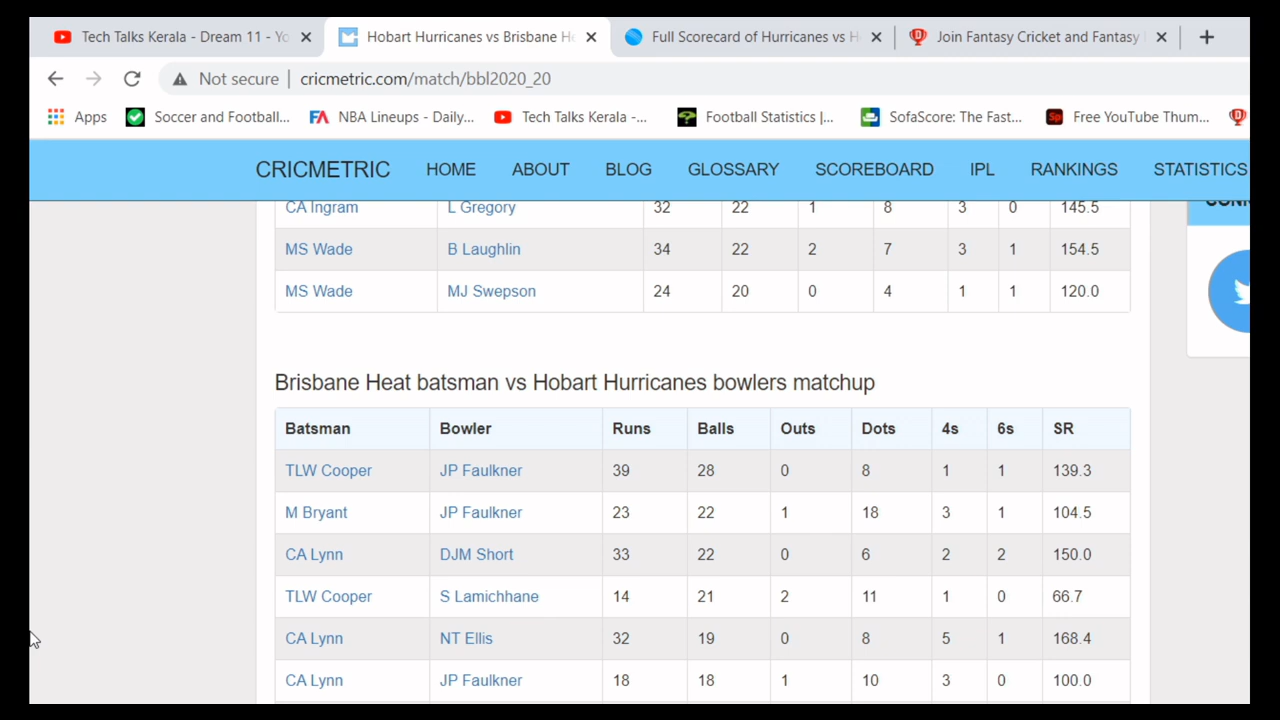 Tech Talks Kerala - Dream 11 - Yo
Hobart Hurricanes vs Brisbane He
Full Scorecard of Hurricanes vs H
Join Fantasy Cricket and Fantasy
Not secure | cricmetric.com/match/bbl2020_20
Apps Soccer and Football... NBA Lineups - Daily... Tech Talks Kerala -... Football Statistics |... SofaScore: The Fast... Free YouTube Thum...
CRICMETRIC HOME ABOUT BLOG GLOSSARY SCOREBOARD IPL RANKINGS STATISTICS
CA Ingram L Gregory 32 22 1 8 3 0 145.5
MS Wade B Laughlin 34 22 2 7 3 1 154.5
MS Wade MJ Swepson 24 20 0 4 1 1 120.0
Brisbane Heat batsman vs Hobart Hurricanes bowlers matchup
Batsman Bowler Runs Balls Outs Dots 4s 6s SR
TLW Cooper JP Faulkner 39 28 0 8 1 1 139.3
M Bryant JP Faulkner 23 22 1 18 3 1 104.5
CA Lynn DJM Short 33 22 0 6 2 2 150.0
TLW Cooper S Lamichhane 14 21 2 11 1 0 66.7
CA Lynn NT Ellis 32 19 0 8 5 1 168.4
CA Lynn JP Faulkner 18 18 1 10 3 0 100.0